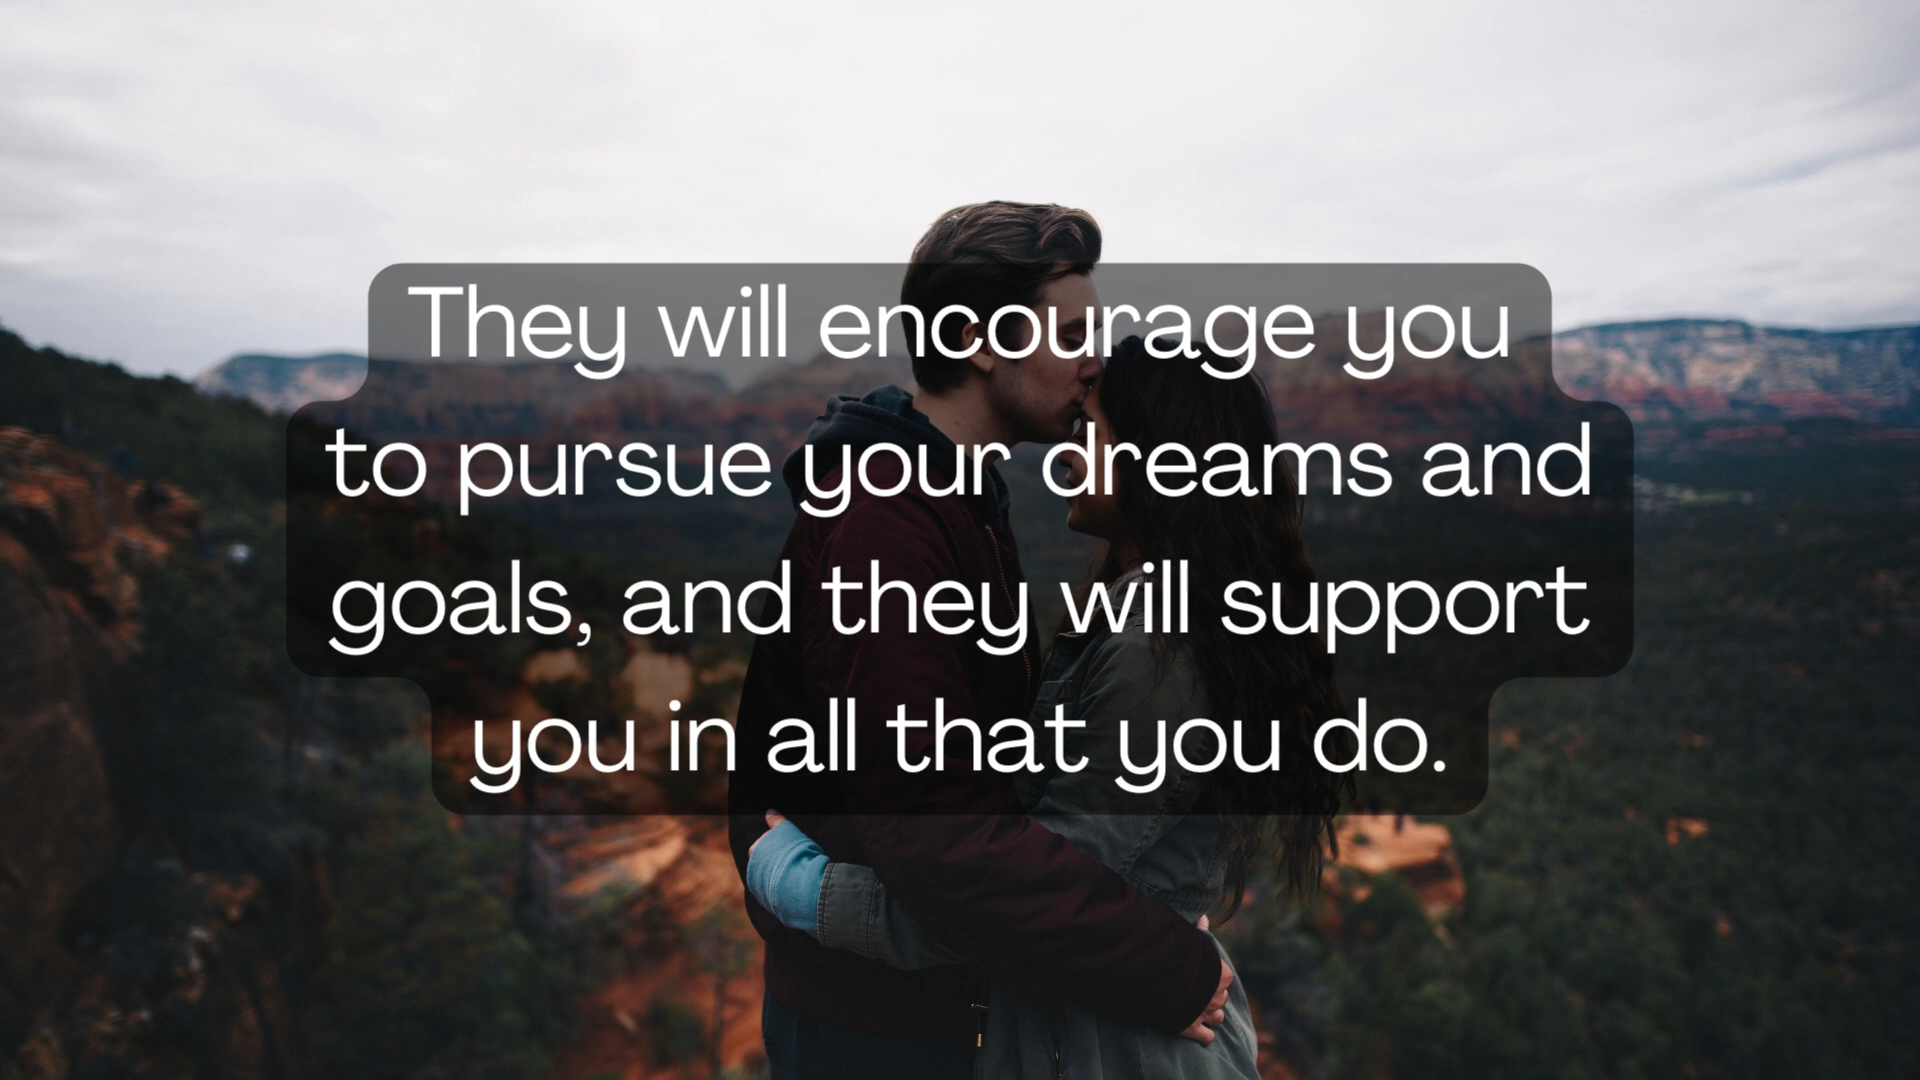 They will encourage you
to pursue your dreams and
goals, and they will support
you in all that you do.